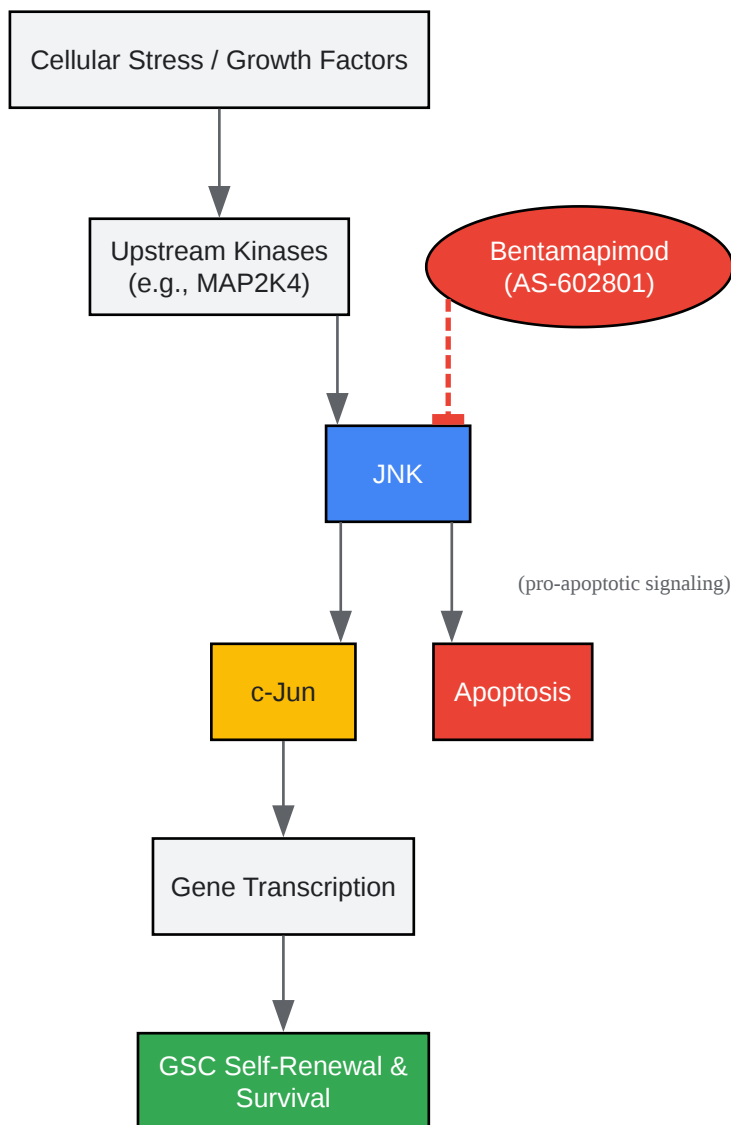 Cellular Stress / Growth Factors
Upstream Kinases
(e.g., MAP2K4)
Bentamapimod
(AS-602801)
JNK
(pro-apoptotic signaling)
c-Jun
Apoptosis
Gene Transcription
GSC Self-Renewal &
Survival